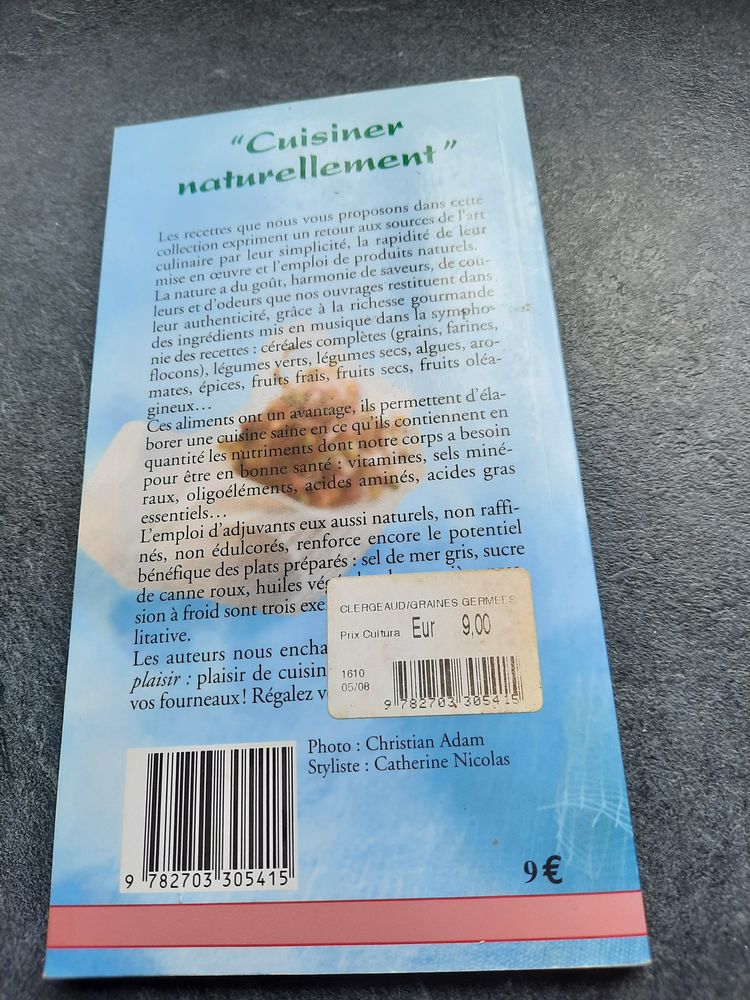 “Cuisiner
naturellement”
Les recettes que nous vous proposons dans cette
collection expriment un retour aux sources de l’art
culinaire par leur simplicité, la rapidité de leur
mise en œuvre et l’emploi de produits naturels.
La nature a du goût, harmonie de saveurs, de cou-
leurs et d’odeurs que nos ouvrages restituent dans
leur authenticité, grâce à la richesse gourmande
des ingrédients mis en musique dans la sympho-
nie des recettes : céréales complètes (grains, farines,
flocons), légumes verts, légumes secs, algues, aro-
mates, épices, fruits frais, fruits secs, fruits oléa-
gineux…
Ces aliments ont un avantage, ils permettent d’éla-
borer une cuisine saine en ce qu’ils contiennent en
quantité les nutriments dont notre corps a besoin
pour être en bonne santé : vitamines, sels miné-
raux, oligoéléments, acides aminés, acides gras
essentiels…
L’emploi d’adjuvants eux aussi naturels, non raffi-
nés, non édulcorés, renforce encore le potentiel
bénéfique des plats préparés : sel de mer gris, sucre
de canne roux, huiles
sion à froid sont trois
litative.
Les auteurs nous
plaisir : plaisir de
vos fourneaux! Régalez
CLERGEAUD/GRAINES GERMEES
Prix Cultura Eur 9,00
1610
05/08
9 782703 305415
Photo : Christian Adam
Styliste : Catherine Nicolas
9 782703 305415
9 €